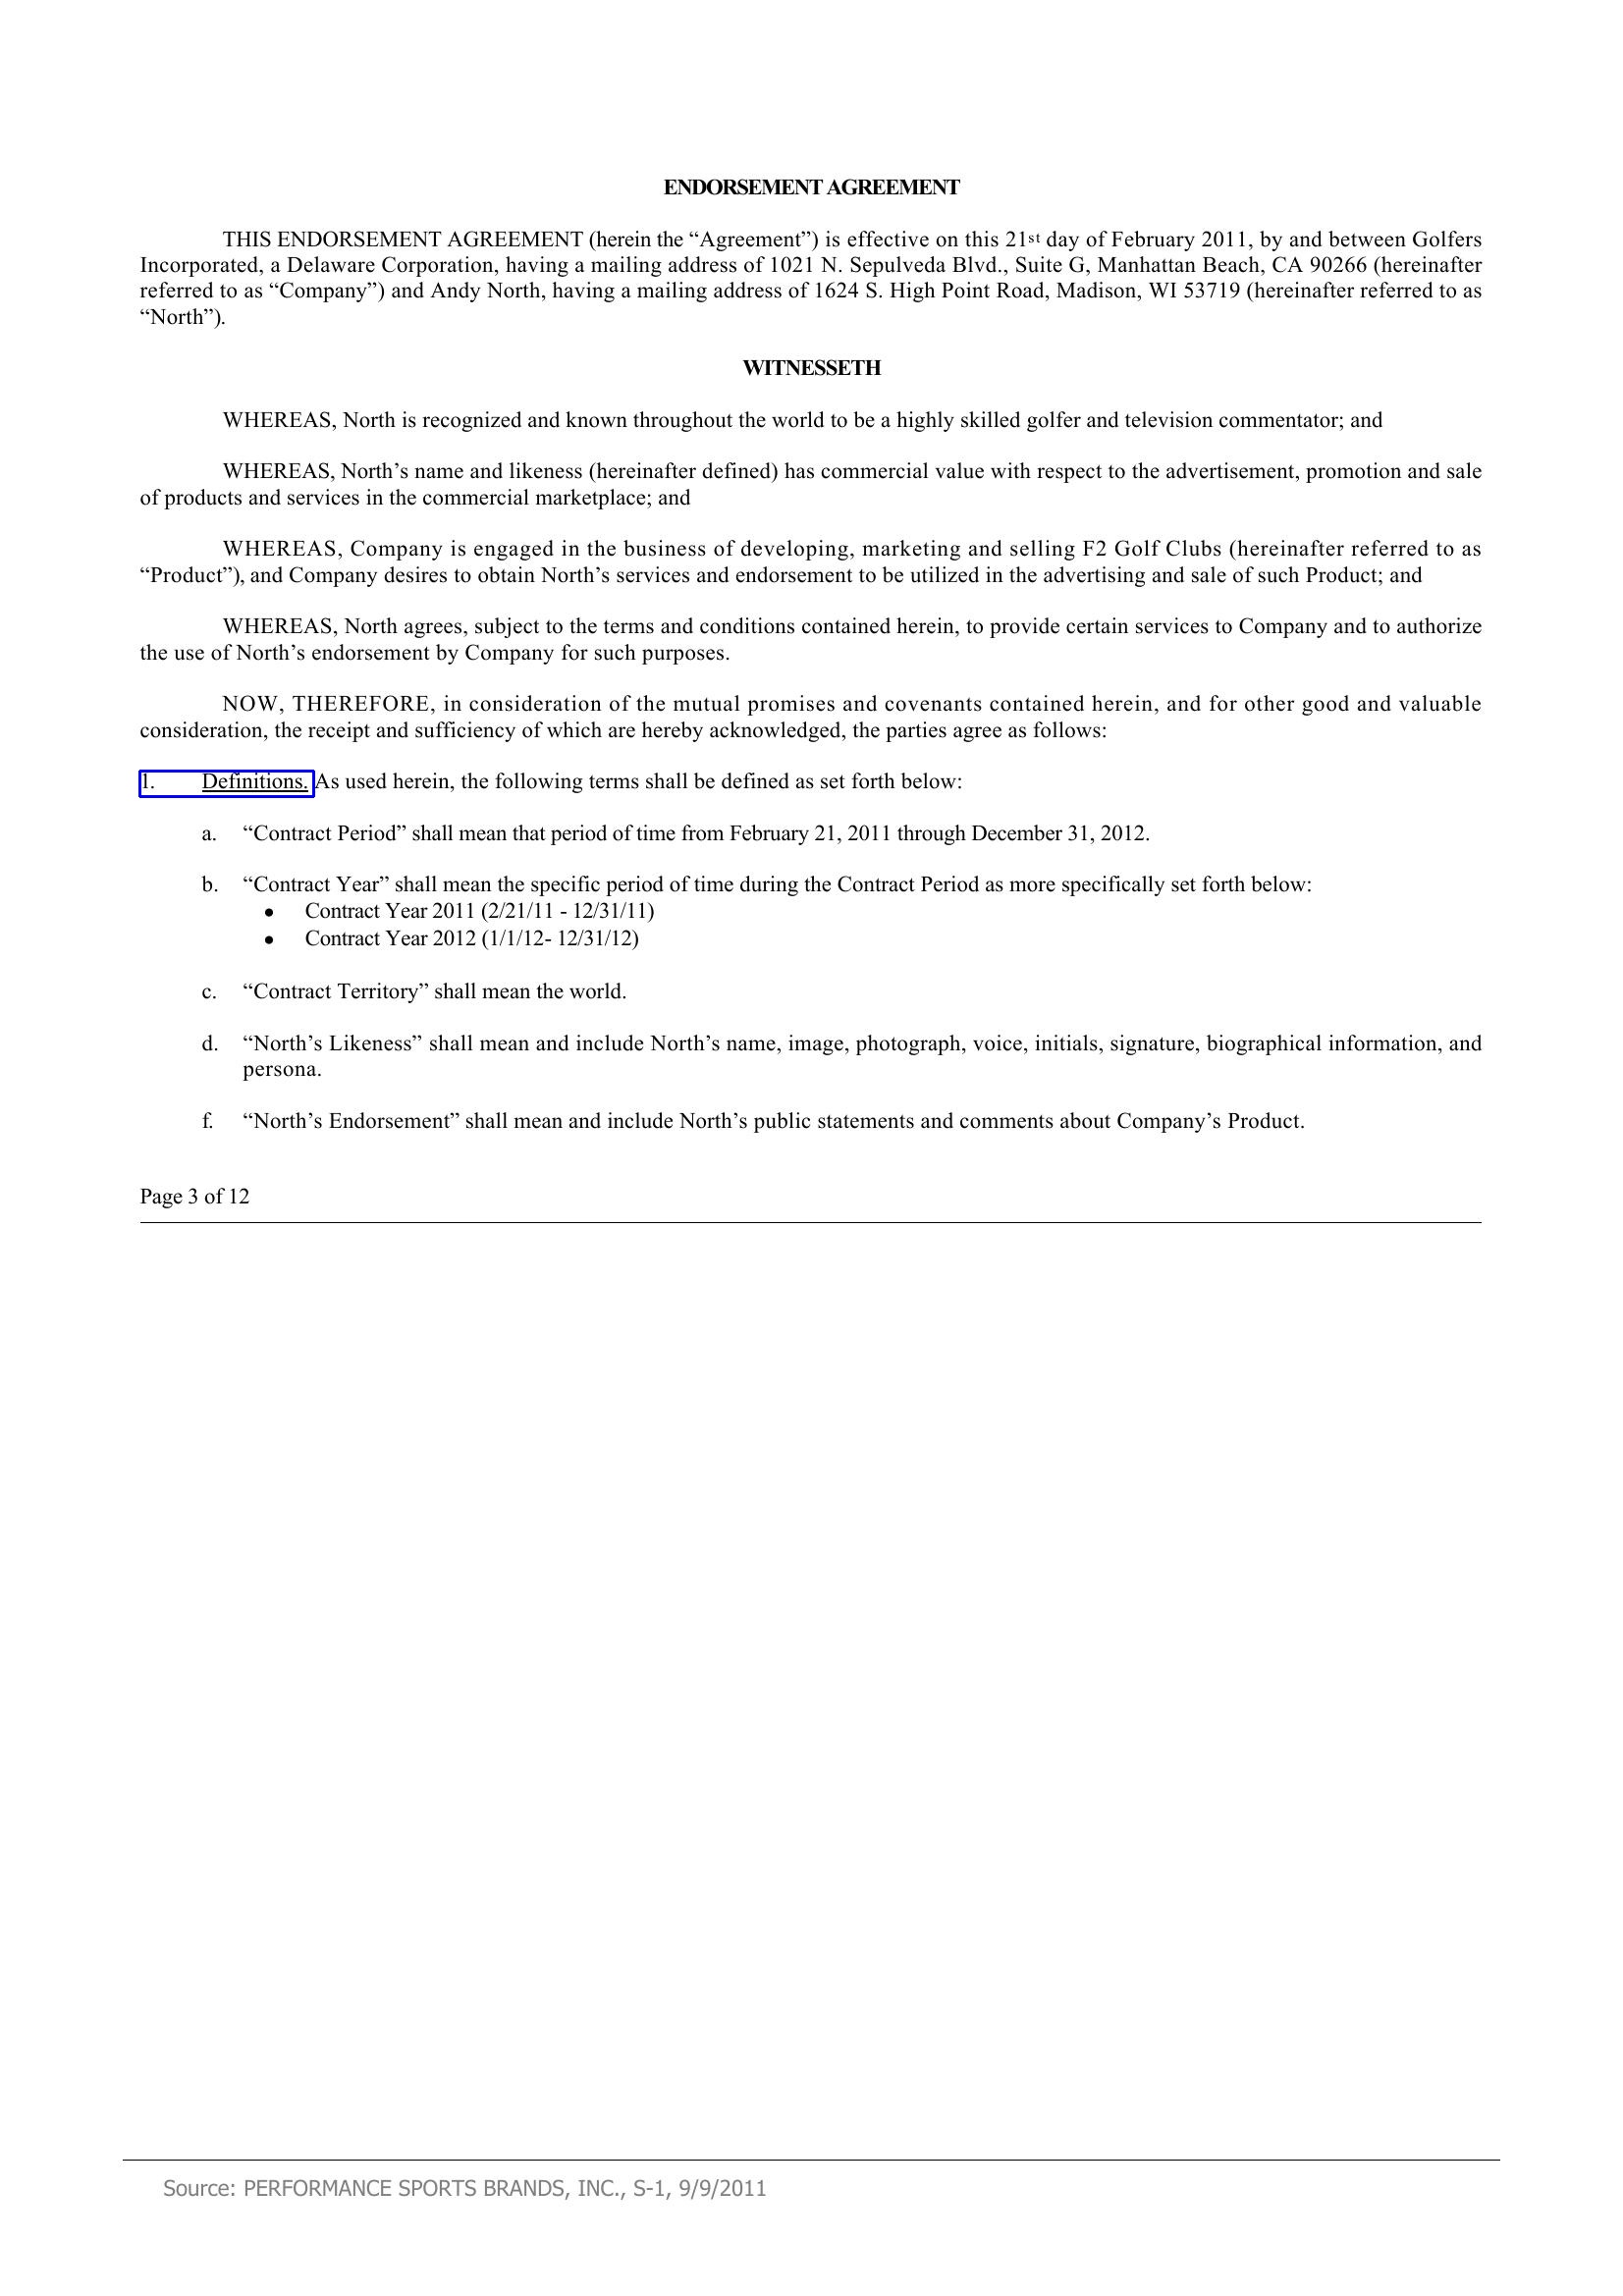 ENDORSEMENT AGREEMENT
THIS ENDORSEMENT AGREEMENT (herein the “Agreement”) is effective on this 21st day of February 2011, by and between Golfers
Incorporated, a Delaware Corporation, having a mailing address of 1021 N. Sepulveda Blvd., Suite G, Manhattan Beach, CA 90266 (hereinafter
referred to as “Company”) and Andy North, having a mailing address of 1624 S. High Point Road, Madison, WI 53719 (hereinafter referred to as
“North”).
WITNESSETH
WHEREAS, North is recognized and known throughout the world to be a highly skilled golfer and television commentator; and
WHEREAS, North’s name and likeness (hereinafter defined) has commercial value with respect to the advertisement, promotion and sale
of products and services in the commercial marketplace; and
WHEREAS, Company is engaged in the business of developing, marketing and selling F2 Golf Clubs (hereinafter referred to as
“Product”), and Company desires to obtain North’s services and endorsement to be utilized in the advertising and sale of such Product; and
WHEREAS, North agrees, subject to the terms and conditions contained herein, to provide certain services to Company and to authorize
the use of North’s endorsement by Company for such purposes.
NOW, THEREFORE, in consideration of the mutual promises and covenants contained herein, and for other good and valuable
consideration, the receipt and sufficiency of which are hereby acknowledged, the parties agree as follows:
1. Definitions. As used herein, the following terms shall be defined as set forth below:
a. “Contract Period” shall mean that period of time from February 21, 2011 through December 31, 2012.
b. “Contract Year” shall mean the specific period of time during the Contract Period as more specifically set forth below:
• Contract Year 2011 (2/21/11 - 12/31/11)
• Contract Year 2012 (1/1/12- 12/31/12)
c. “Contract Territory” shall mean the world.
d. “North’s Likeness” shall mean and include North’s name, image, photograph, voice, initials, signature, biographical information, and
persona.
f. “North’s Endorsement” shall mean and include North’s public statements and comments about Company’s Product.
Page 3 of 12
Source: PERFORMANCE SPORTS BRANDS, INC., S-1, 9/9/2011